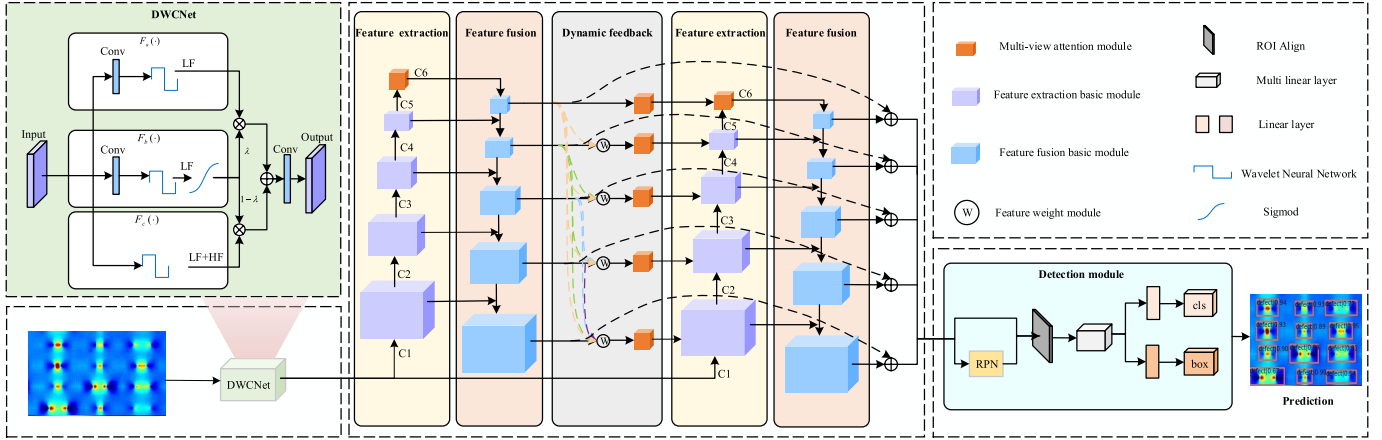 DWCNet
F_a(·)
Conv
LF
Input
F_b(·)
Conv
LF
λ
Conv
Output
1-λ
F_c(·)
LF+HF
DWCNet
Feature extraction
Feature fusion
Dynamic feedback
Feature extraction
Feature fusion
C6
C5
C4
C3
C2
C1
W
W
W
W
C6
C5
C4
C3
C2
C1
Multi-view attention module
Feature extraction basic module
Feature fusion basic module
W
Feature weight module
ROI Align
Multi linear layer
Linear layer
Wavelet Neural Network
Sigmod
Detection module
RPN
cls
box
Prediction